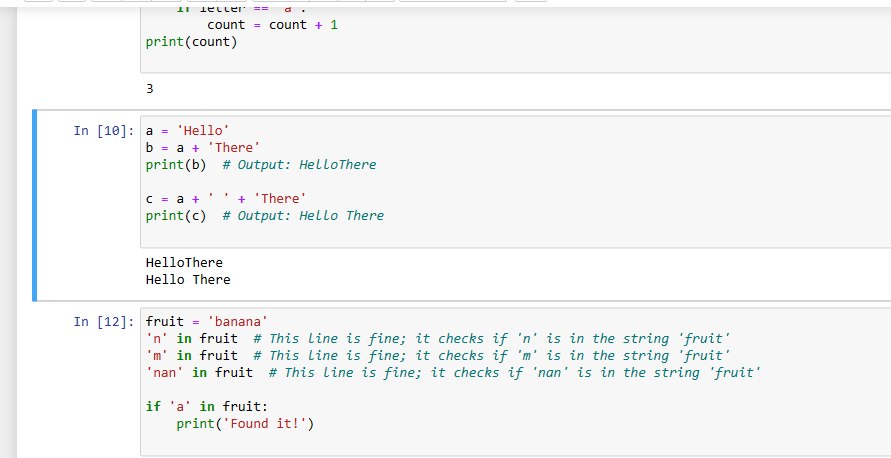 count = count + 1
print(count)
3
In [10]: a = 'Hello'
b = a + 'There'
print(b)  # Output: HelloThere
c = a + ' ' + 'There'
print(c)  # Output: Hello There
HelloThere
Hello There
In [12]: fruit = 'banana'
'n' in fruit  # This line is fine; it checks if 'n' is in the string 'fruit'
'm' in fruit  # This line is fine; it checks if 'm' is in the string 'fruit'
'nan' in fruit  # This line is fine; it checks if 'nan' is in the string 'fruit'
if 'a' in fruit:
    print('Found it!')